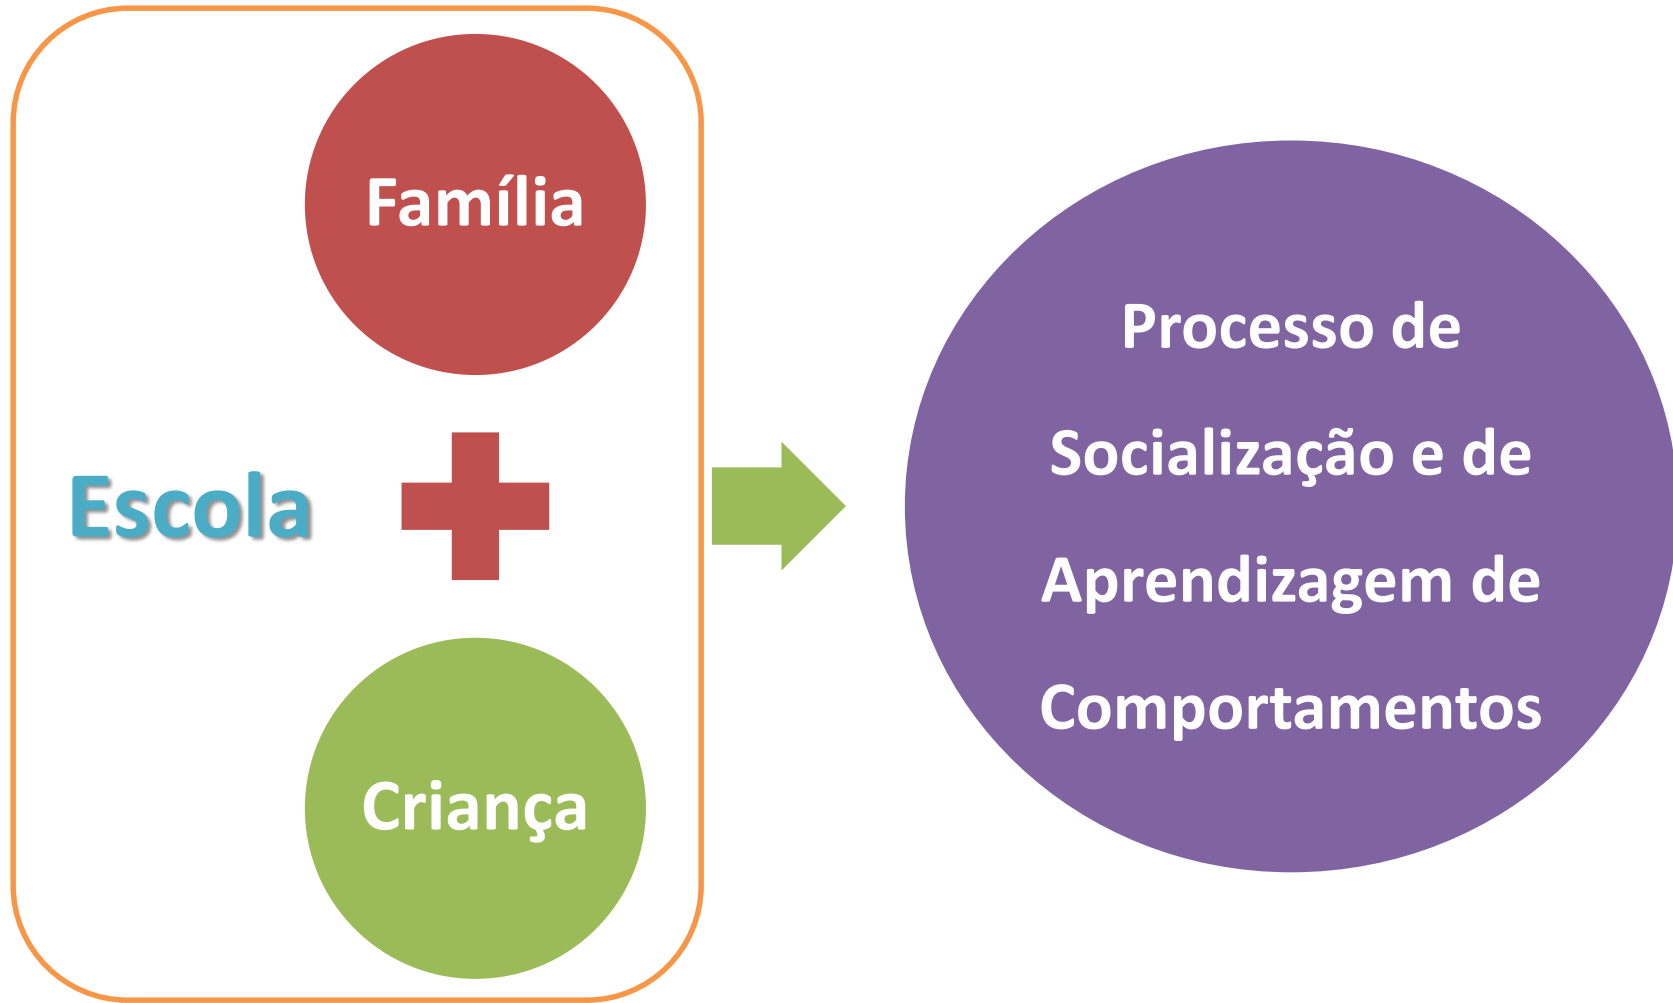 Família
Escola
Criança
Processo de
Socialização e de
Aprendizagem de
Comportamentos